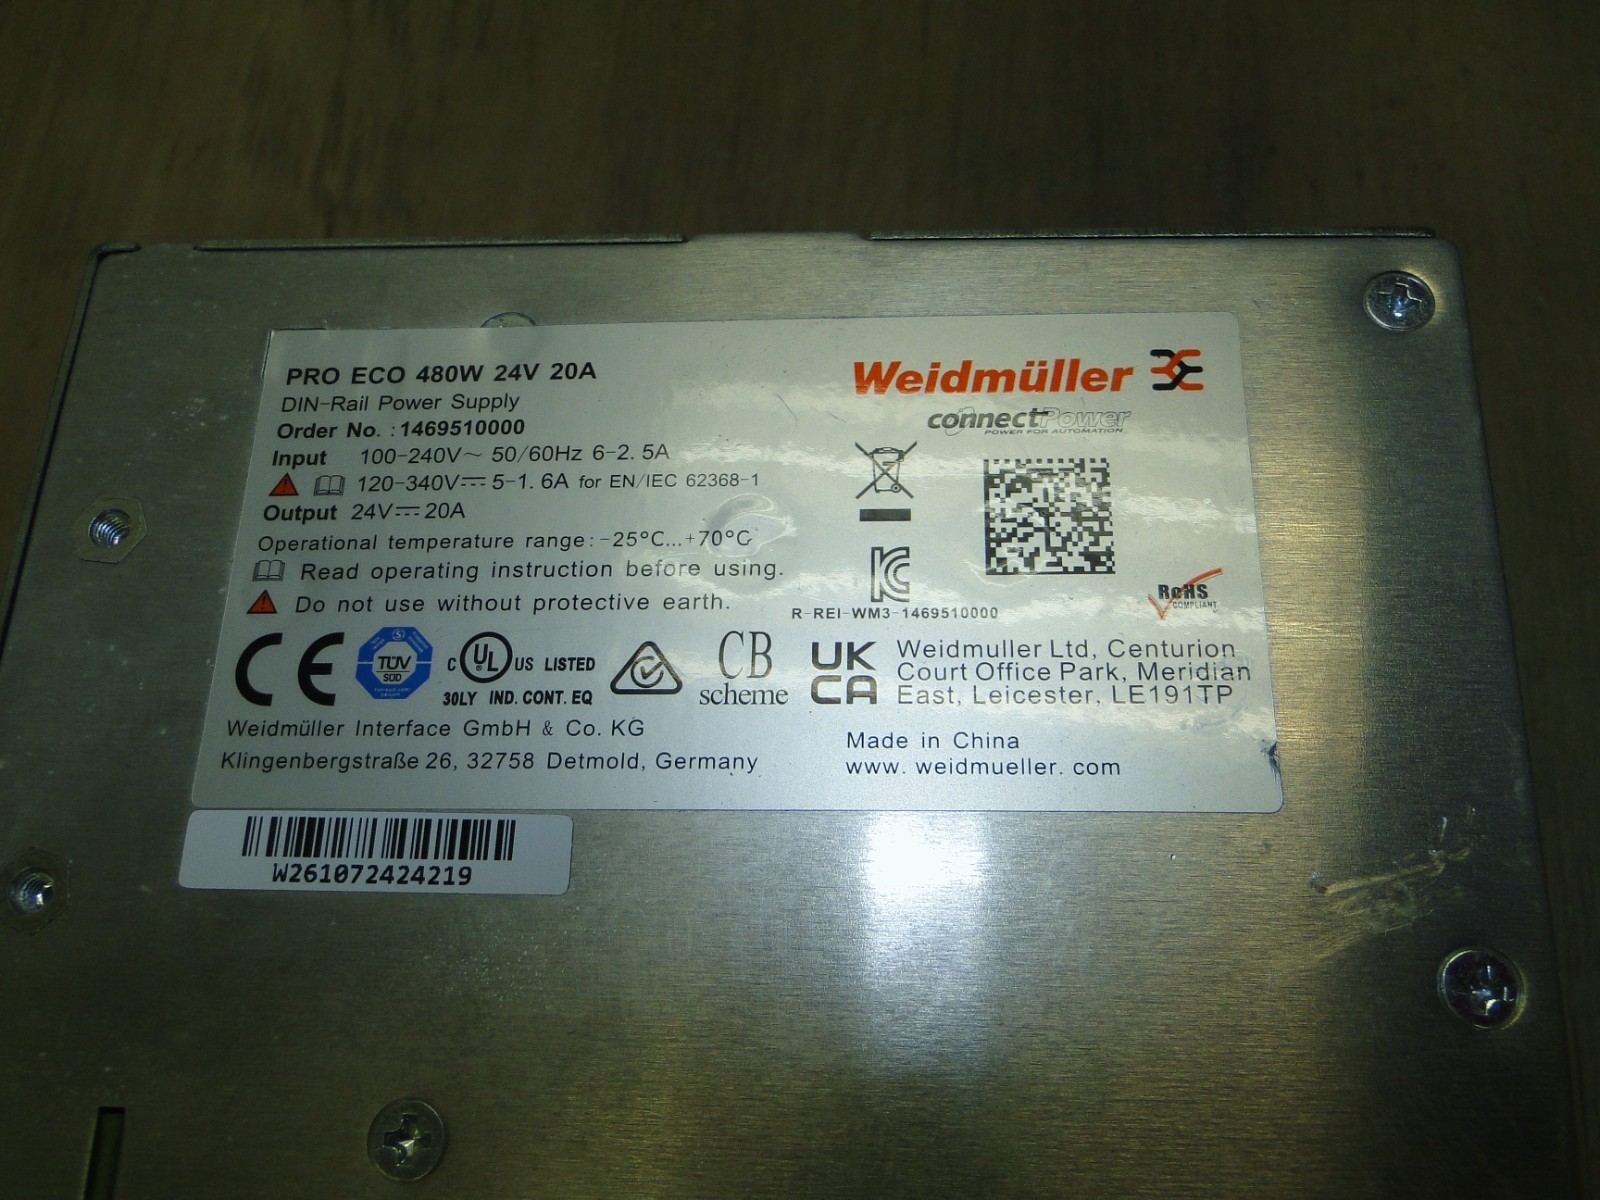 PRO ECO 480W 24V 20A
DIN-Rail Power Supply
Order No. : 1469510000
Input 100-240V~ 50/60Hz 6-2. 5A
120-340V⎓ 5-1. 6A for EN/IEC 62368-1
Output 24V⎓ 20A
Operational temperature range: -25°C...+70°C
Read operating instruction before using.
Do not use without protective earth.
Weidmüller
connectPower
POWER FOR AUTOMATION
R-REI-WM3-1469510000
RoHS
COMPLIANT
CE
TÜV
SÜD
C UL US LISTED
30LY IND. CONT. EQ
CB
scheme
UK
CA
Weidmuller Ltd, Centurion
Court Office Park, Meridian
East, Leicester, LE191TP
Weidmüller Interface GmbH & Co. KG
Klingenbergstraße 26, 32758 Detmold, Germany
Made in China
www. weidmueller. com
W261072424219